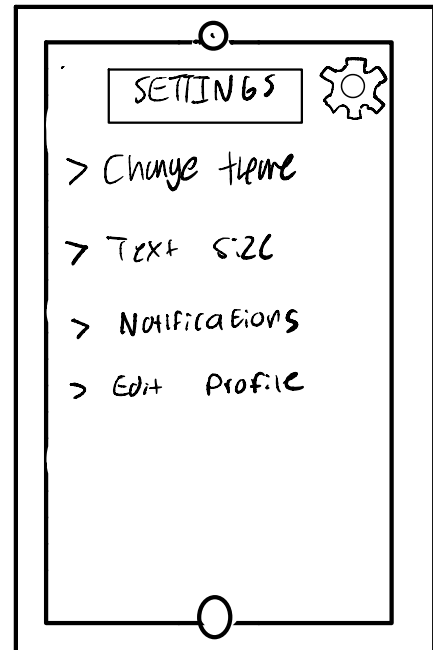 SETTINGS
> Change theme
> Text size
> Notifications
> Edit Profile